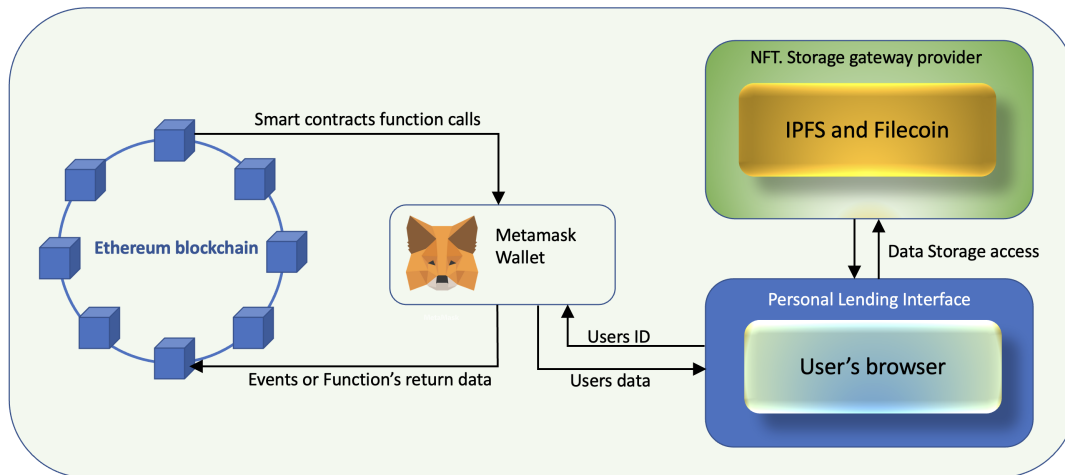 NFT. Storage gateway provider
IPFS and Filecoin
Smart contracts function calls
Ethereum blockchain
Metamask
Wallet
Data Storage access
Personal Lending Interface
Users ID
User’s browser
Events or Function’s return data
Users data